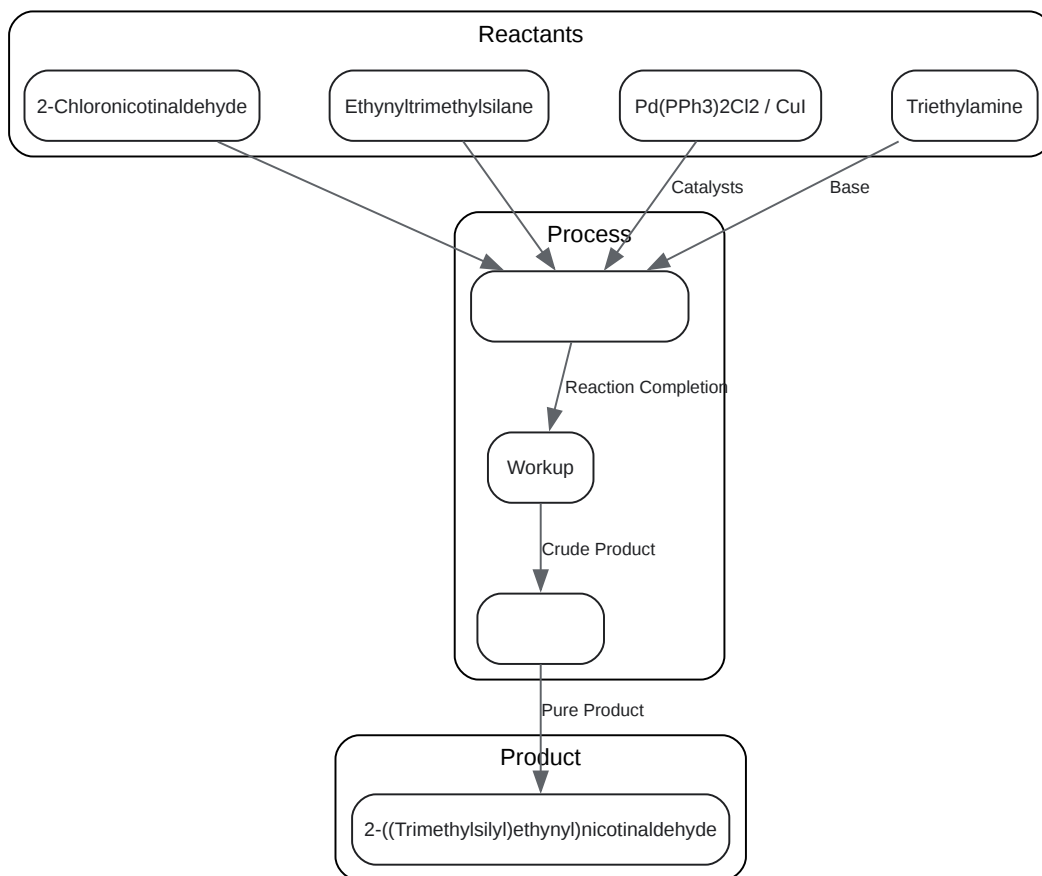 Reactants
2-Chloronicotinaldehyde
Ethynyltrimethylsilane
Pd(PPh3)2Cl2 / CuI
Triethylamine
Catalysts
Base
Process
Reaction Completion
Workup
Crude Product
Pure Product
Product
2-((Trimethylsilyl)ethynyl)nicotinaldehyde